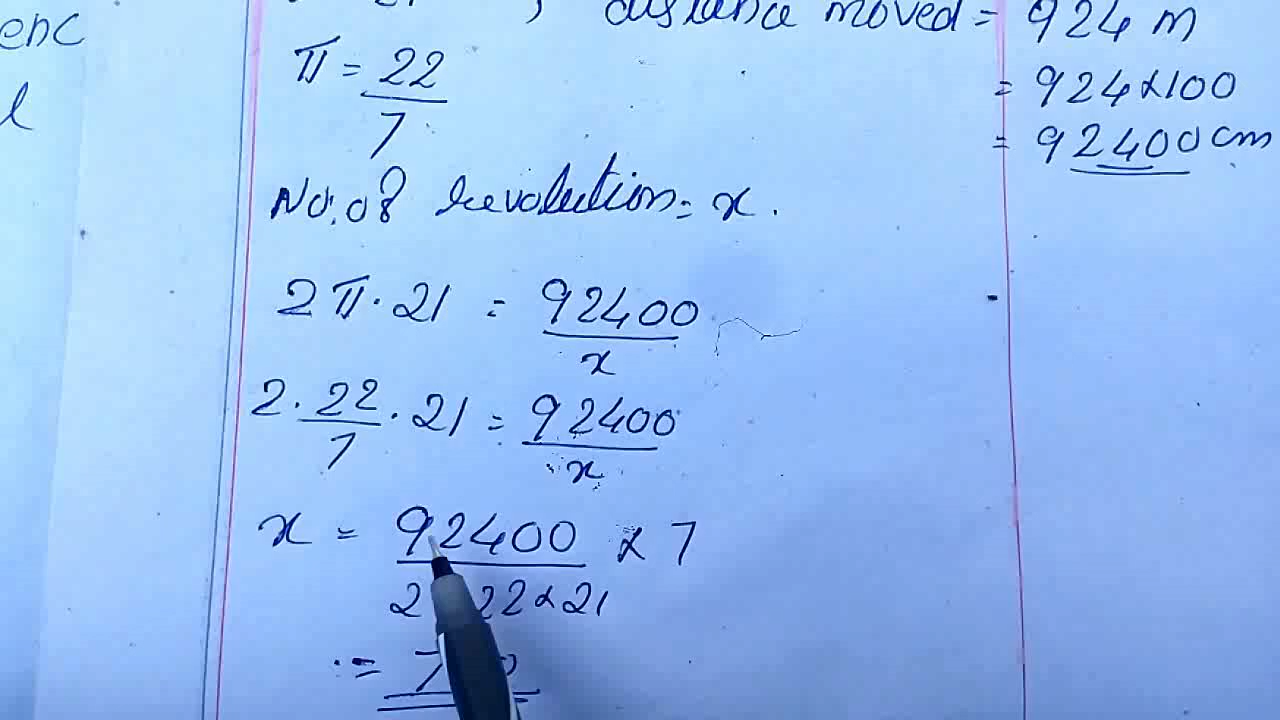 enc
l
distance moved = 924 m
π = 22/7
= 924×100
= 92400 cm
No. of revolution = x.
2π·21 = 92400/x
2·22/7·21 = 92400/x
x = 92400/2 22×21 × 7
=